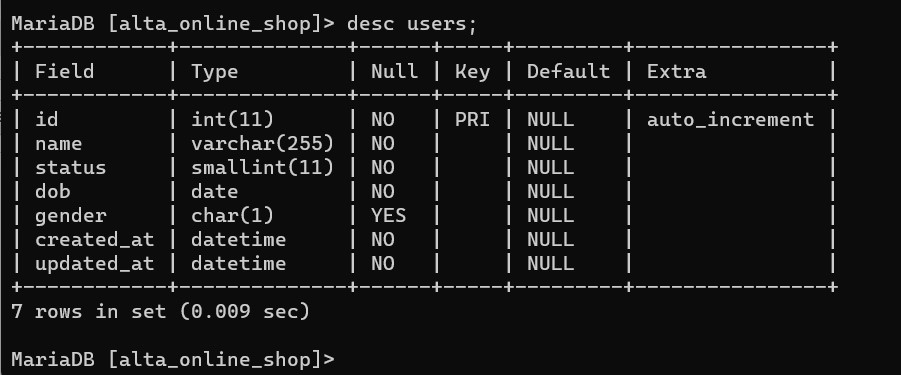 MariaDB [alta_online_shop]> desc users;
+------------+--------------+------+-----+---------+----------------+
| Field      | Type         | Null | Key | Default | Extra          |
+------------+--------------+------+-----+---------+----------------+
| id         | int(11)      | NO   | PRI | NULL    | auto_increment |
| name       | varchar(255) | NO   |     | NULL    |                |
| status     | smallint(11) | NO   |     | NULL    |                |
| dob        | date         | NO   |     | NULL    |                |
| gender     | char(1)      | YES  |     | NULL    |                |
| created_at | datetime     | NO   |     | NULL    |                |
| updated_at | datetime     | NO   |     | NULL    |                |
+------------+--------------+------+-----+---------+----------------+
7 rows in set (0.009 sec)
MariaDB [alta_online_shop]>